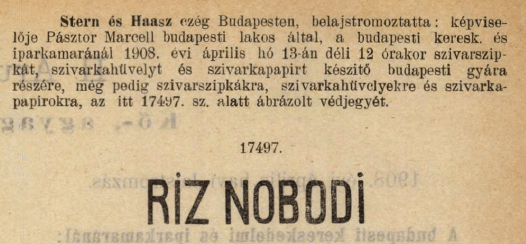 Stern és Haasz czég Budapesten, belajstromoztatta: képvise-
lője Pásztor Marcell budapesti lakos által, a budapesti keresk. és
iparkamaránál 1908. évi április hó 13-án déli 12 órakor szivarszip-
kát, szivarkahüvelyt és szivarkapapirt készitő budapesti gyára
részére, még pedig szivarszipkákra, szivarkahüvelyekre és szivarka-
papirokra, az itt 17497. sz. alatt ábrázolt védjegyét.
17497.
RIZ NOBODI